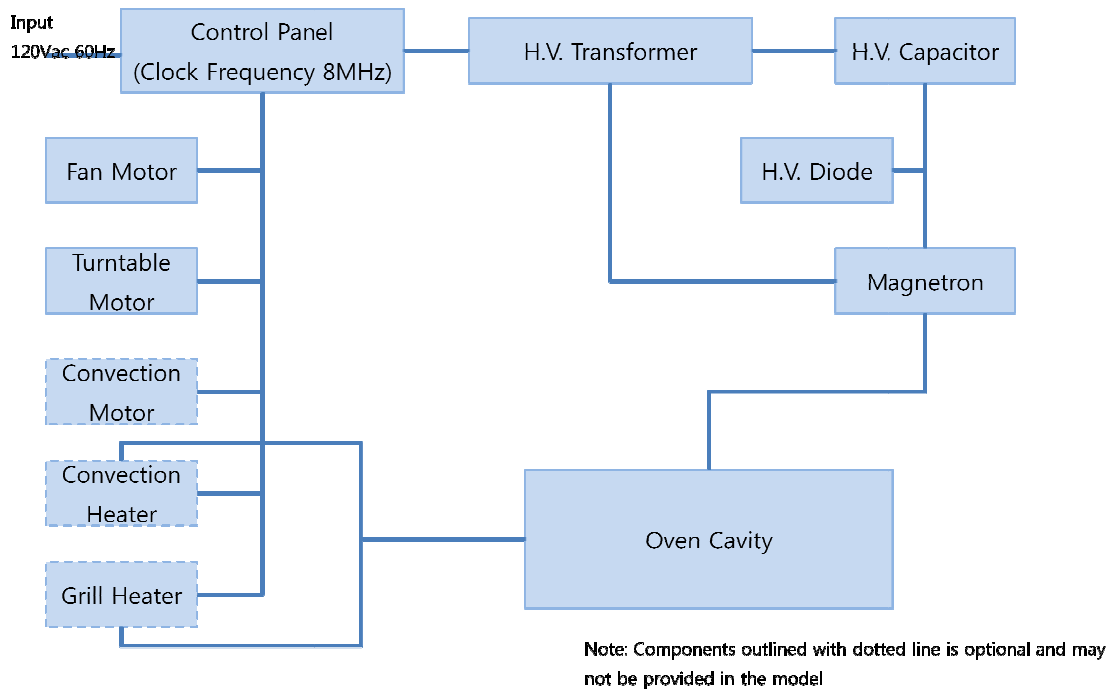 Input
120Vac 60Hz
Control Panel
(Clock Frequency 8MHz)
H.V. Transformer
H.V. Capacitor
Fan Motor
H.V. Diode
Turntable
Motor
Magnetron
Convection
Motor
Convection
Heater
Oven Cavity
Grill Heater
Note: Components outlined with dotted line is optional and may
not be provided in the model